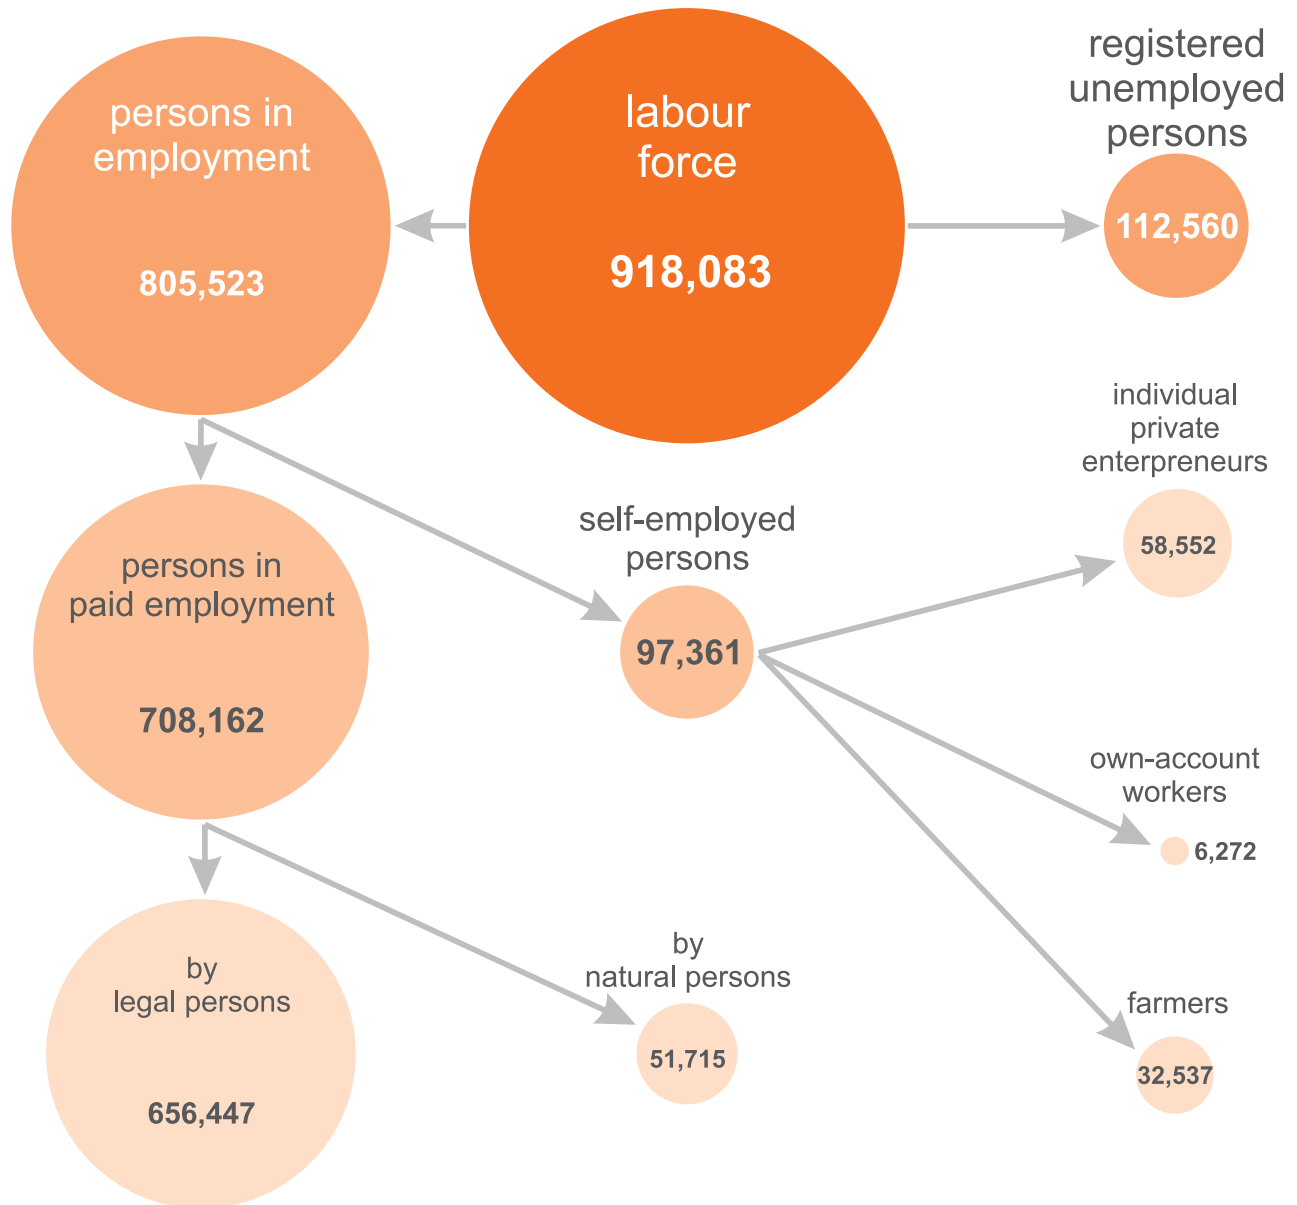 persons in
employment
805,523
labour
force
918,083
registered
unemployed
persons
112,560
individual
private
enterpreneurs
58,552
self-employed
persons
97,361
persons in
paid employment
708,162
own-account
workers
6,272
by
legal persons
656,447
by
natural persons
51,715
farmers
32,537